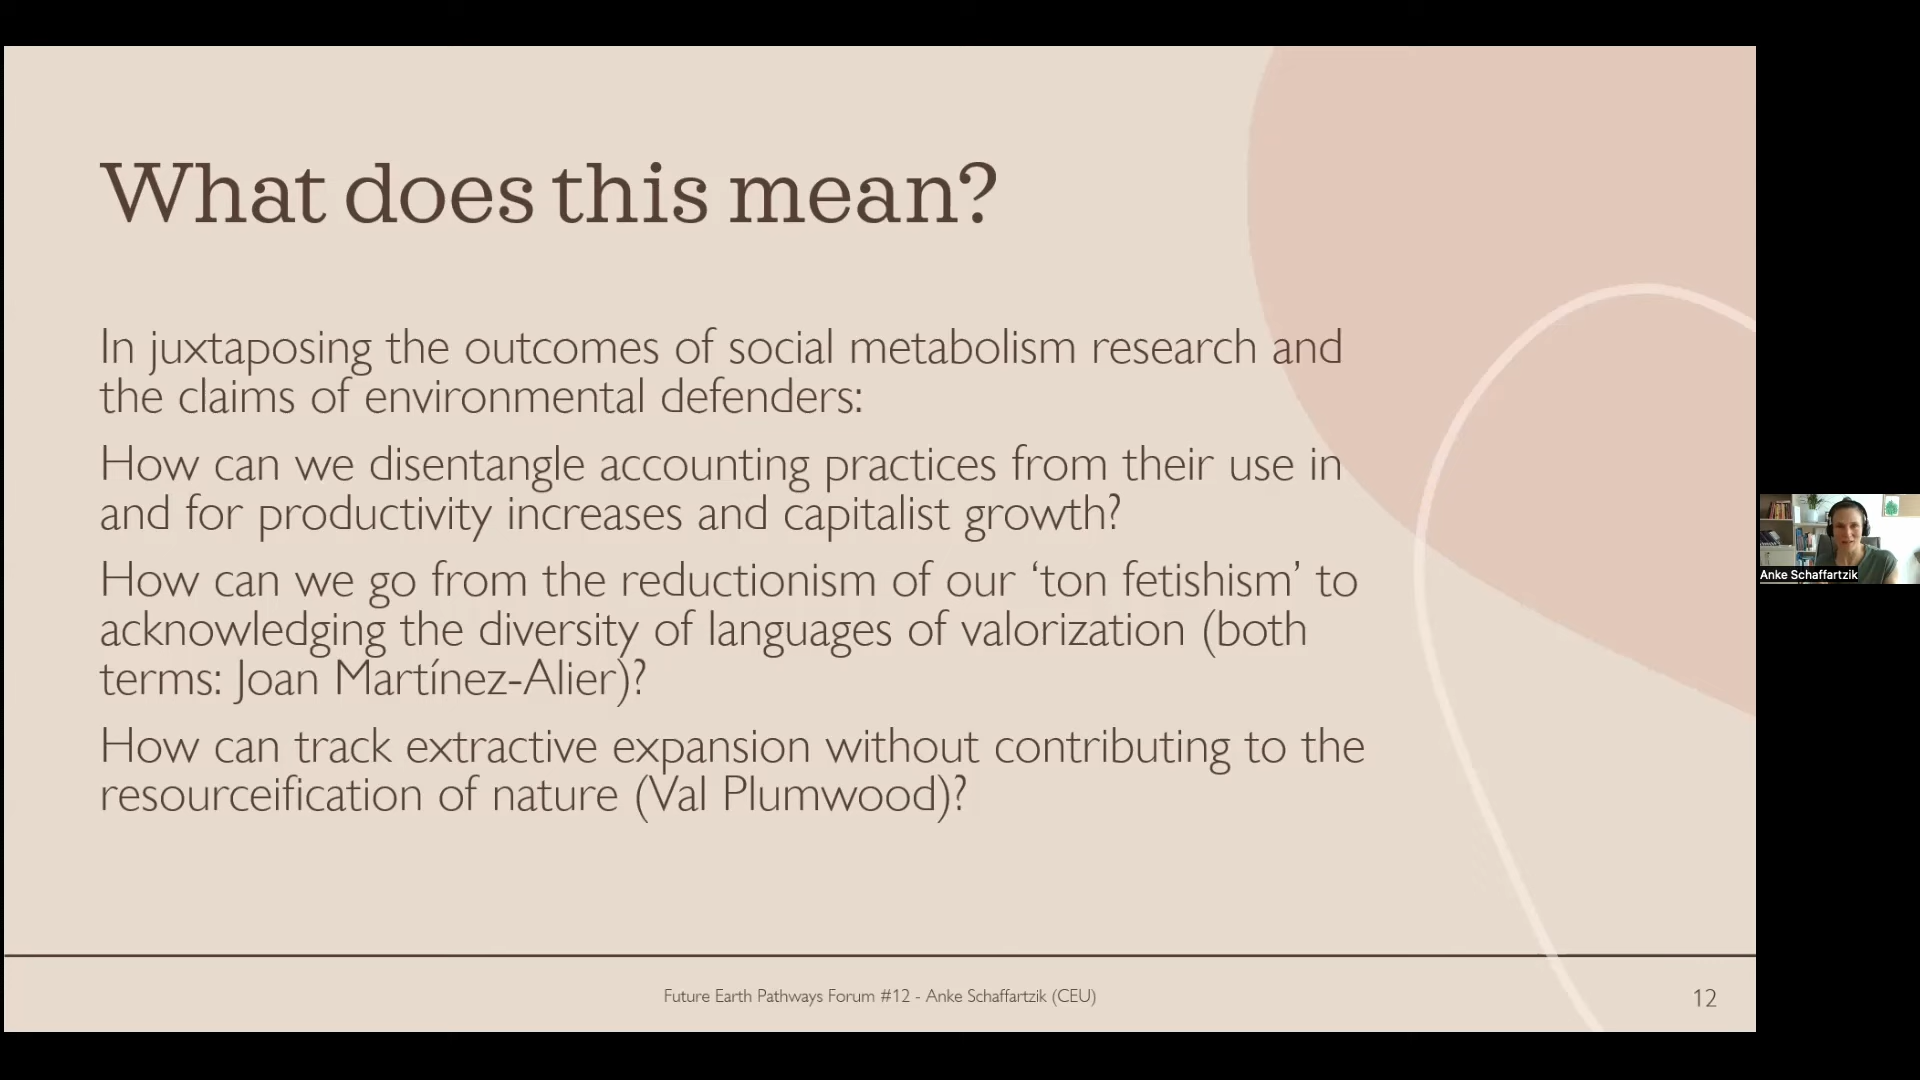 What does this mean?
In juxtaposing the outcomes of social metabolism research and
the claims of environmental defenders:
How can we disentangle accounting practices from their use in
and for productivity increases and capitalist growth?
How can we go from the reductionism of our ‘ton fetishism’ to
acknowledging the diversity of languages of valorization (both
terms: Joan Martínez-Alier)?
How can track extractive expansion without contributing to the
resourceification of nature (Val Plumwood)?
Future Earth Pathways Forum #12 - Anke Schaffartzik (CEU)
12
Anke Schaffartzik